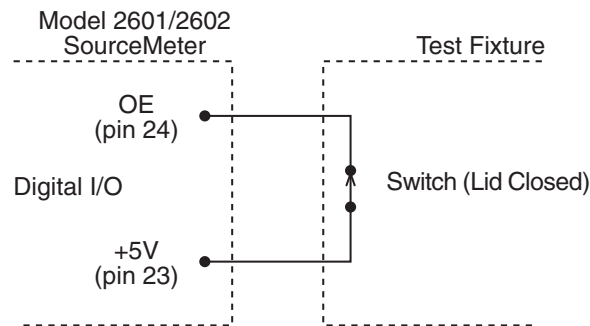 Model 2601/2602
SourceMeter
Test Fixture
OE
(pin 24)
Digital I/O
Switch (Lid Closed)
+5V
(pin 23)